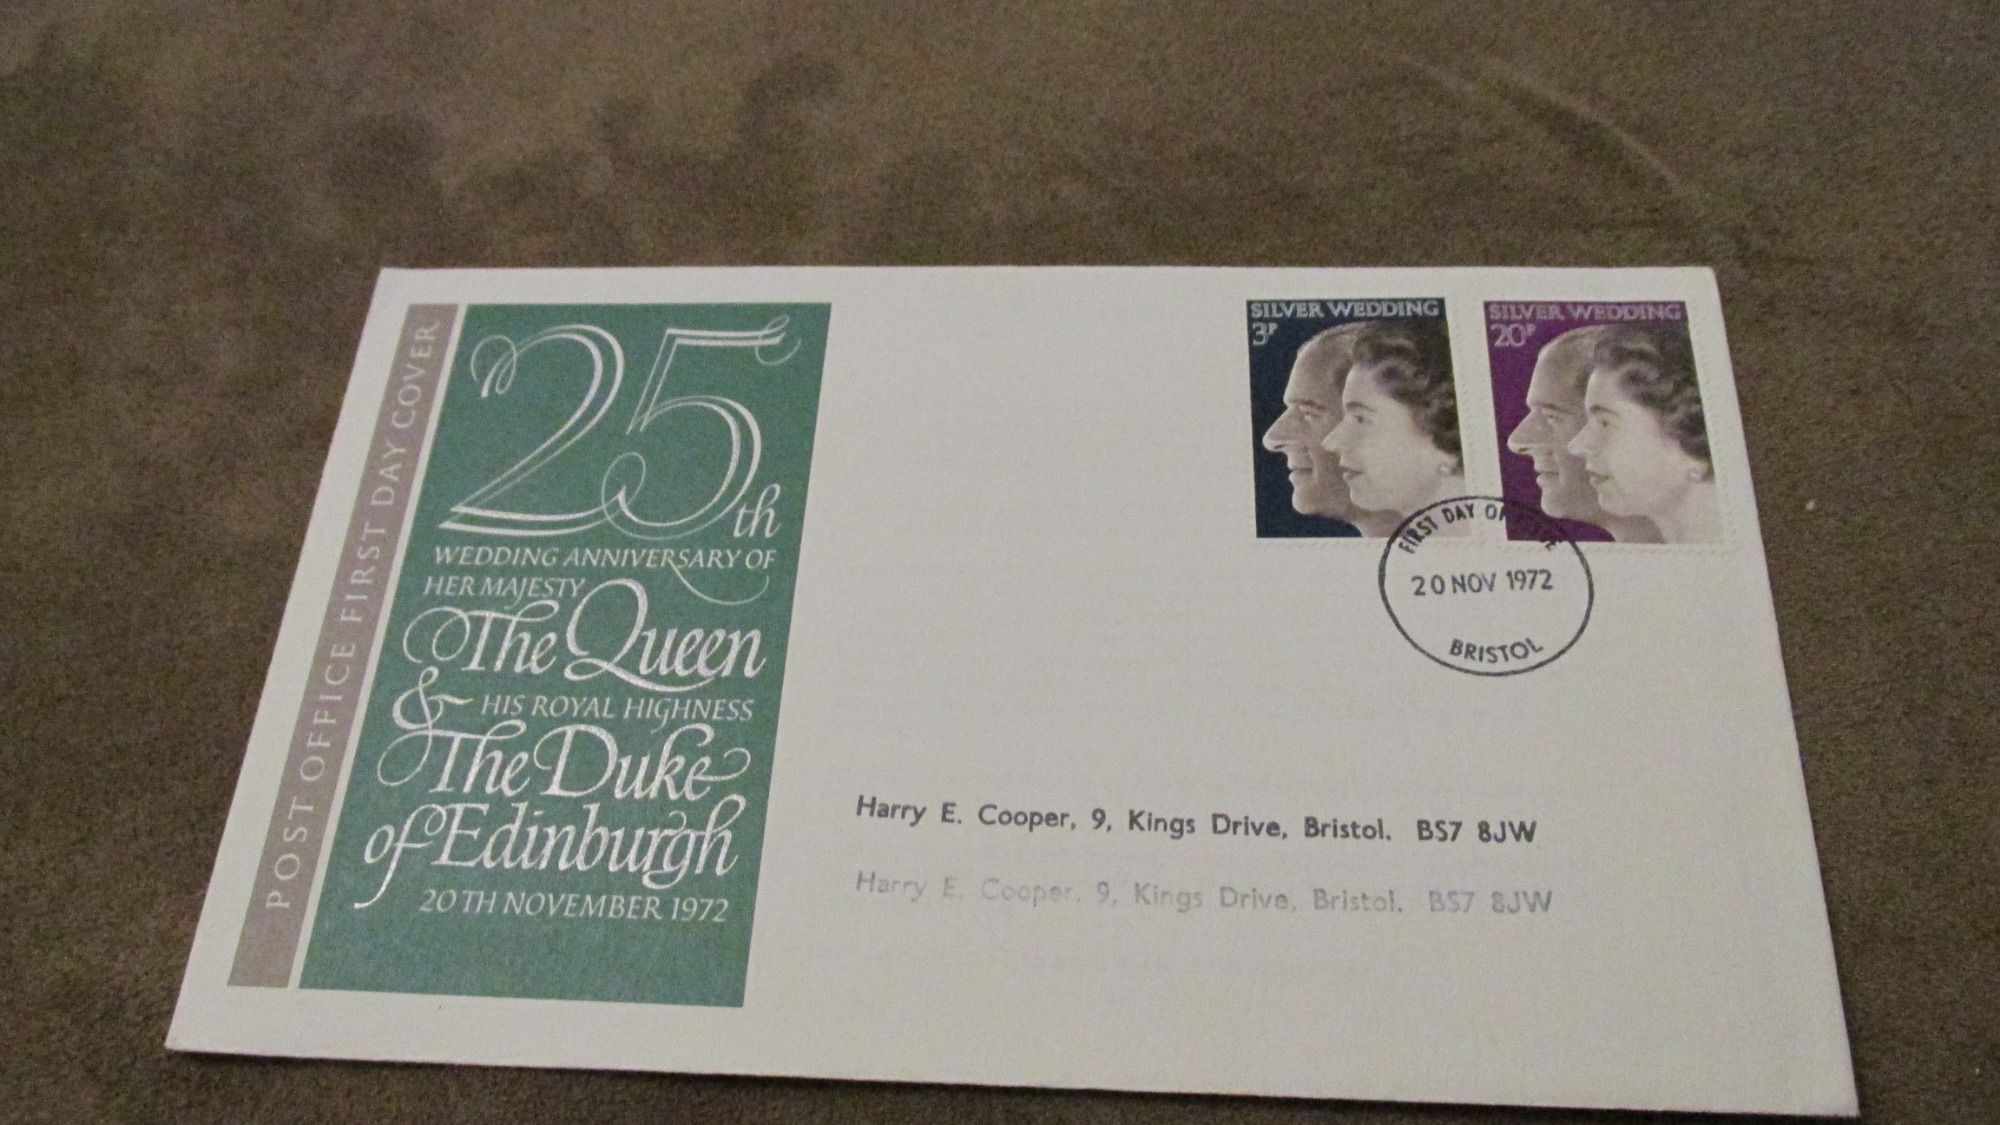 POST OFFICE FIRST DAY COVER
25th
WEDDING ANNIVERSARY OF
HER MAJESTY
The Queen
& HIS ROYAL HIGHNESS
The Duke
of Edinburgh
20TH NOVEMBER 1972
SILVER WEDDING
3P
SILVER WEDDING
20P
FIRST DAY OF ISSUE
20 NOV 1972
BRISTOL
Harry E. Cooper, 9, Kings Drive, Bristol. BS7 8JW
Harry E. Cooper, 9, Kings Drive, Bristol. BS7 8JW